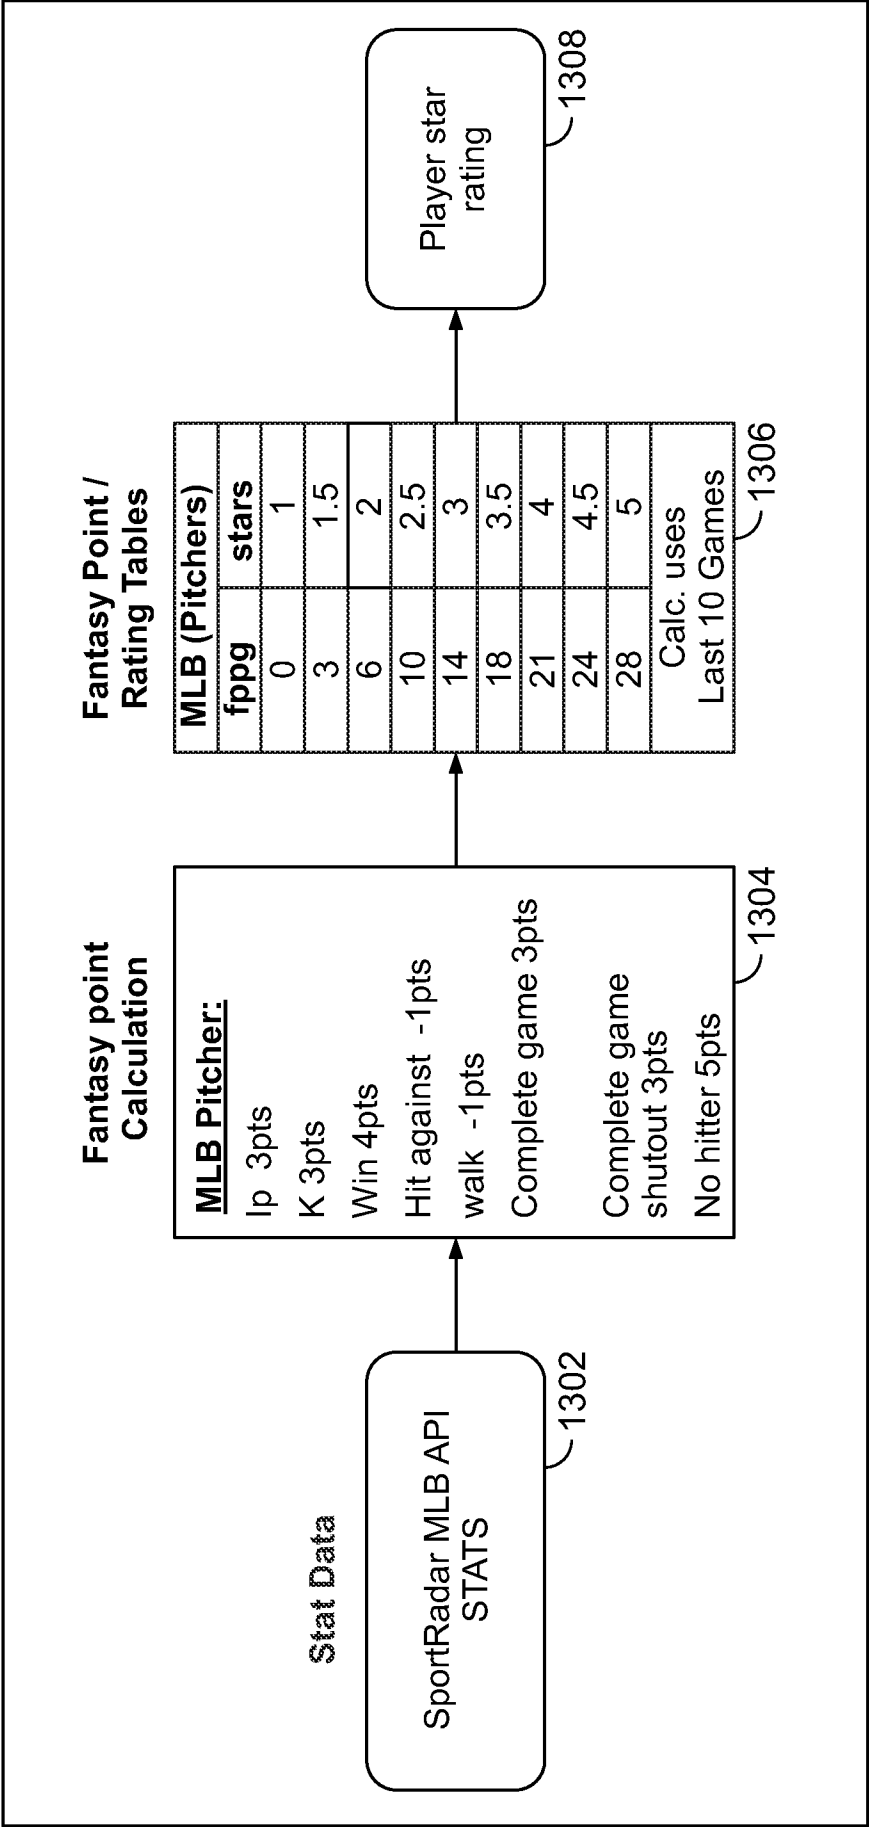 Stat Data
SportRadar MLB API
STATS
1302
Fantasy point
Calculation
MLB Pitcher:
Ip 3pts
K 3pts
Win 4pts
Hit against -1pts
walk -1pts
Complete game 3pts
Complete game
shutout 3pts
No hitter 5pts
1304
Fantasy Point /
Rating Tables
MLB (Pitchers)
fppg stars
0 1
3 1.5
6 2
10 2.5
14 3
18 3.5
21 4
24 4.5
28 5
Calc. uses
Last 10 Games
1306
Player star
rating
1308